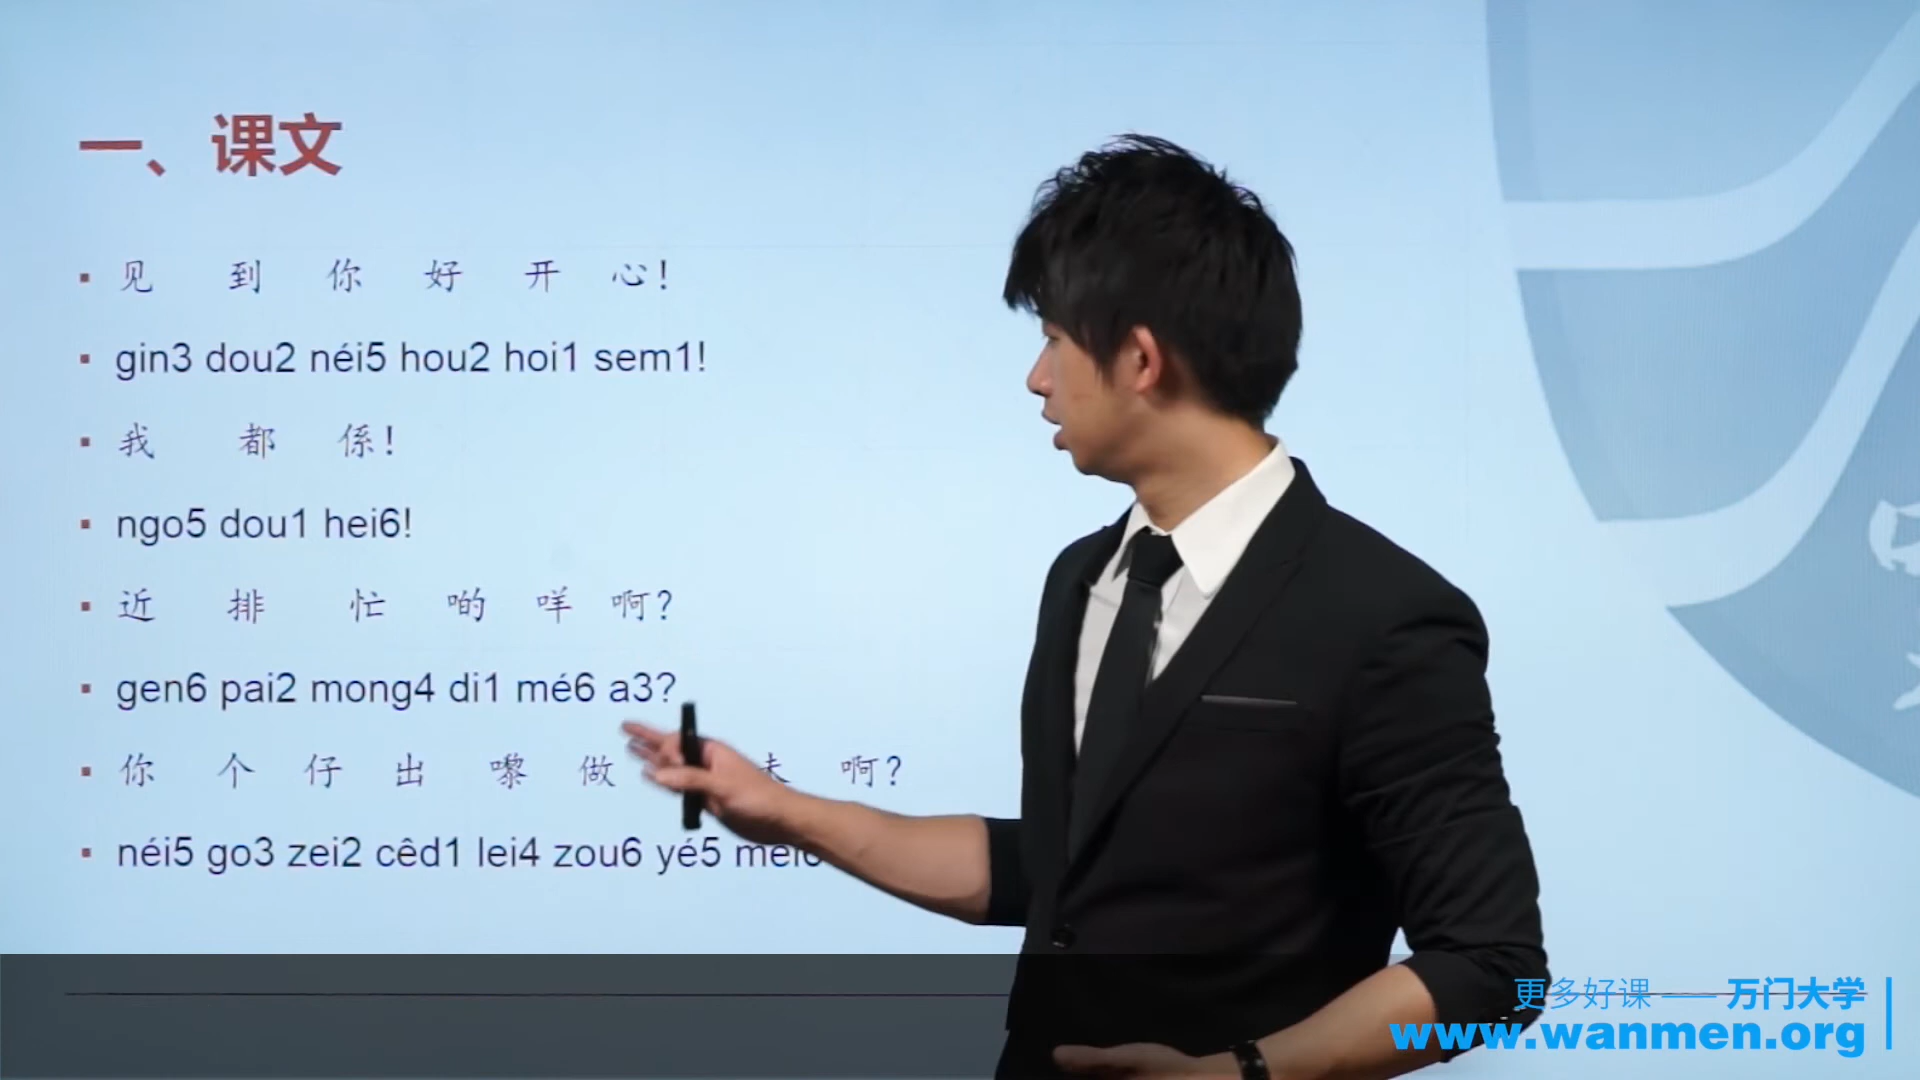 一、课文
见 到 你 好 开 心！
gin3 dou2 néi5 hou2 hoi1 sem1!
我 都 係！
ngo5 dou1 hei6!
近 排 忙 啲 咩 啊？
gen6 pai2 mong4 di1 mé6 a3?
你 个 仔 出 嚟 做 未 啊？
néi5 go3 zei2 cêd1 lei4 zou6 yé5 mei6
更多好课 —— 万门大学
www.wanmen.org